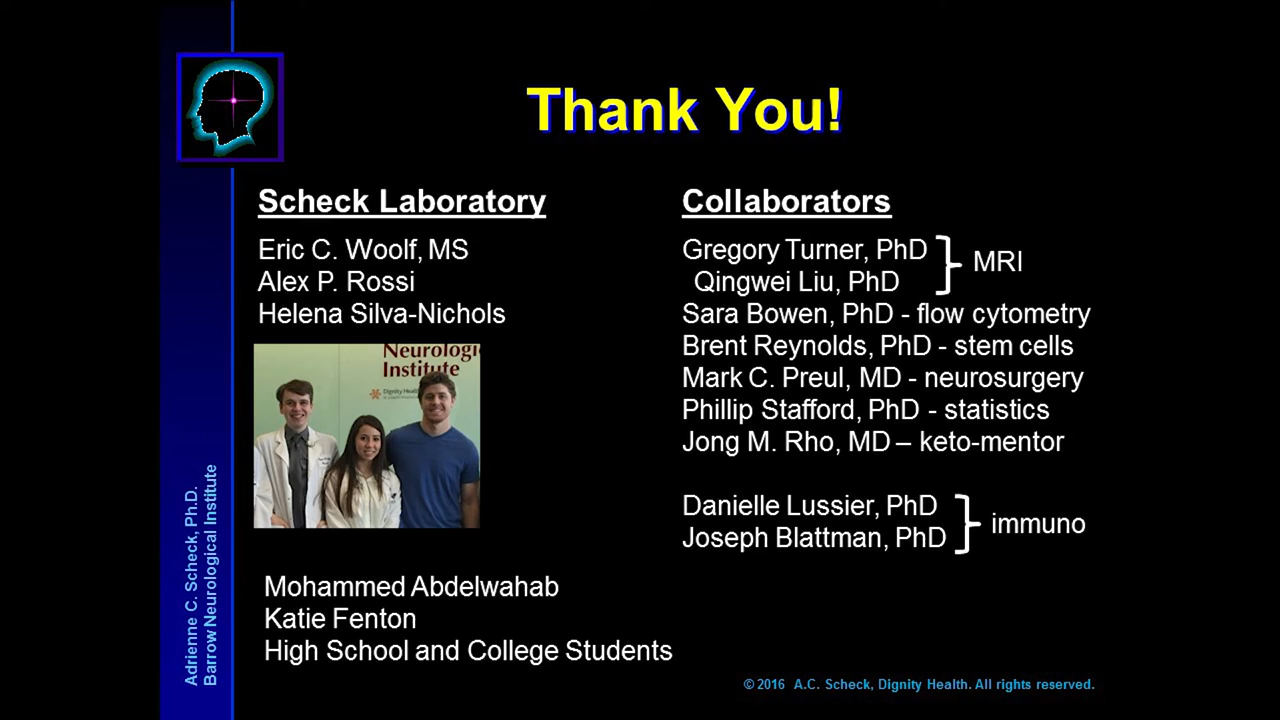 Thank You!
Scheck Laboratory
Eric C. Woolf, MS
Alex P. Rossi
Helena Silva-Nichols
Neurologic
Institute
Dignity Health
Mohammed Abdelwahab
Katie Fenton
High School and College Students
Collaborators
Gregory Turner, PhD
Qingwei Liu, PhD
MRI
Sara Bowen, PhD - flow cytometry
Brent Reynolds, PhD - stem cells
Mark C. Preul, MD - neurosurgery
Phillip Stafford, PhD - statistics
Jong M. Rho, MD – keto-mentor
Danielle Lussier, PhD
Joseph Blattman, PhD
immuno
Adrienne C. Scheck, Ph.D.
Barrow Neurological Institute
© 2016 A.C. Scheck, Dignity Health. All rights reserved.